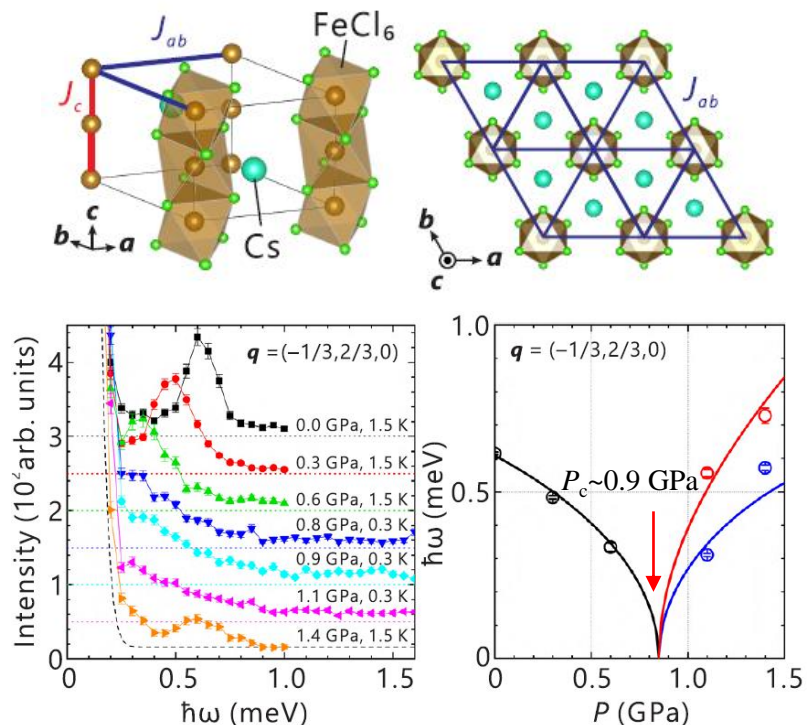 J_ab
FeCl₆
J_c
Cs
c
b
a
J_ab
b
c
a
Intensity (10² arb. units)
4
3
2
1
0
q = (−1/3,2/3,0)
0.0 GPa, 1.5 K
0.3 GPa, 1.5 K
0.6 GPa, 1.5 K
0.8 GPa, 0.3 K
0.9 GPa, 0.3 K
1.1 GPa, 0.3 K
1.4 GPa, 1.5 K
0 0.5 1.0 1.5
ħω (meV)
ħω (meV)
1.0
0.5
0
q = (−1/3,2/3,0)
P_c~0.9 GPa
0 0.5 1.0 1.5
P (GPa)